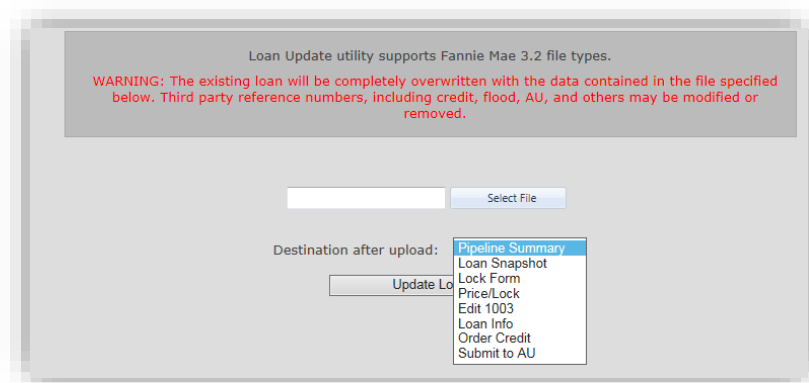 Loan Update utility supports Fannie Mae 3.2 file types.
WARNING: The existing loan will be completely overwritten with the data contained in the file specified
below. Third party reference numbers, including credit, flood, AU, and others may be modified or
removed.
Select File
Destination after upload:
Pipeline Summary
Loan Snapshot
Lock Form
Price/Lock
Edit 1003
Loan Info
Order Credit
Submit to AU
Update Lo